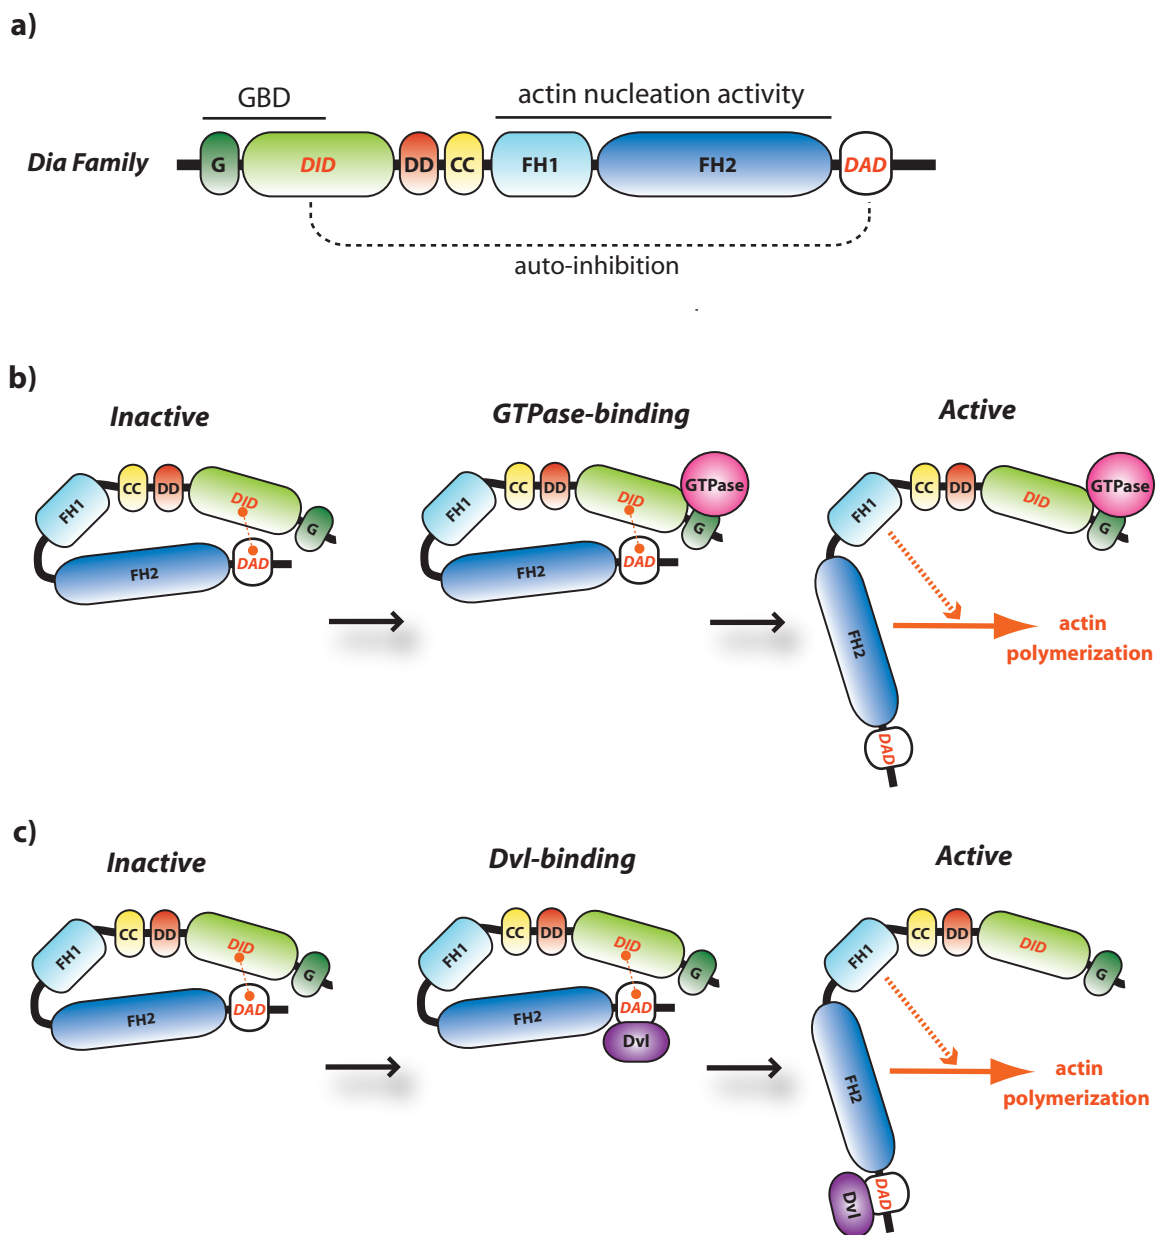 a)
GBD
actin nucleation activity
Dia Family
G DID DD CC FH1 FH2 DAD
auto-inhibition
b)
Inactive
GTPase-binding
Active
FH1 CC DD DID G
FH2 DAD
FH1 CC DD DID GTPase G
FH2 DAD
FH1 CC DD DID GTPase G
FH2 DAD
actin
polymerization
c)
Inactive
Dvl-binding
Active
FH1 CC DD DID G
FH2 DAD
FH1 CC DD DID G
FH2 DAD
Dvl
FH1 CC DD DID G
FH2
actin
polymerization
Dvl DAD